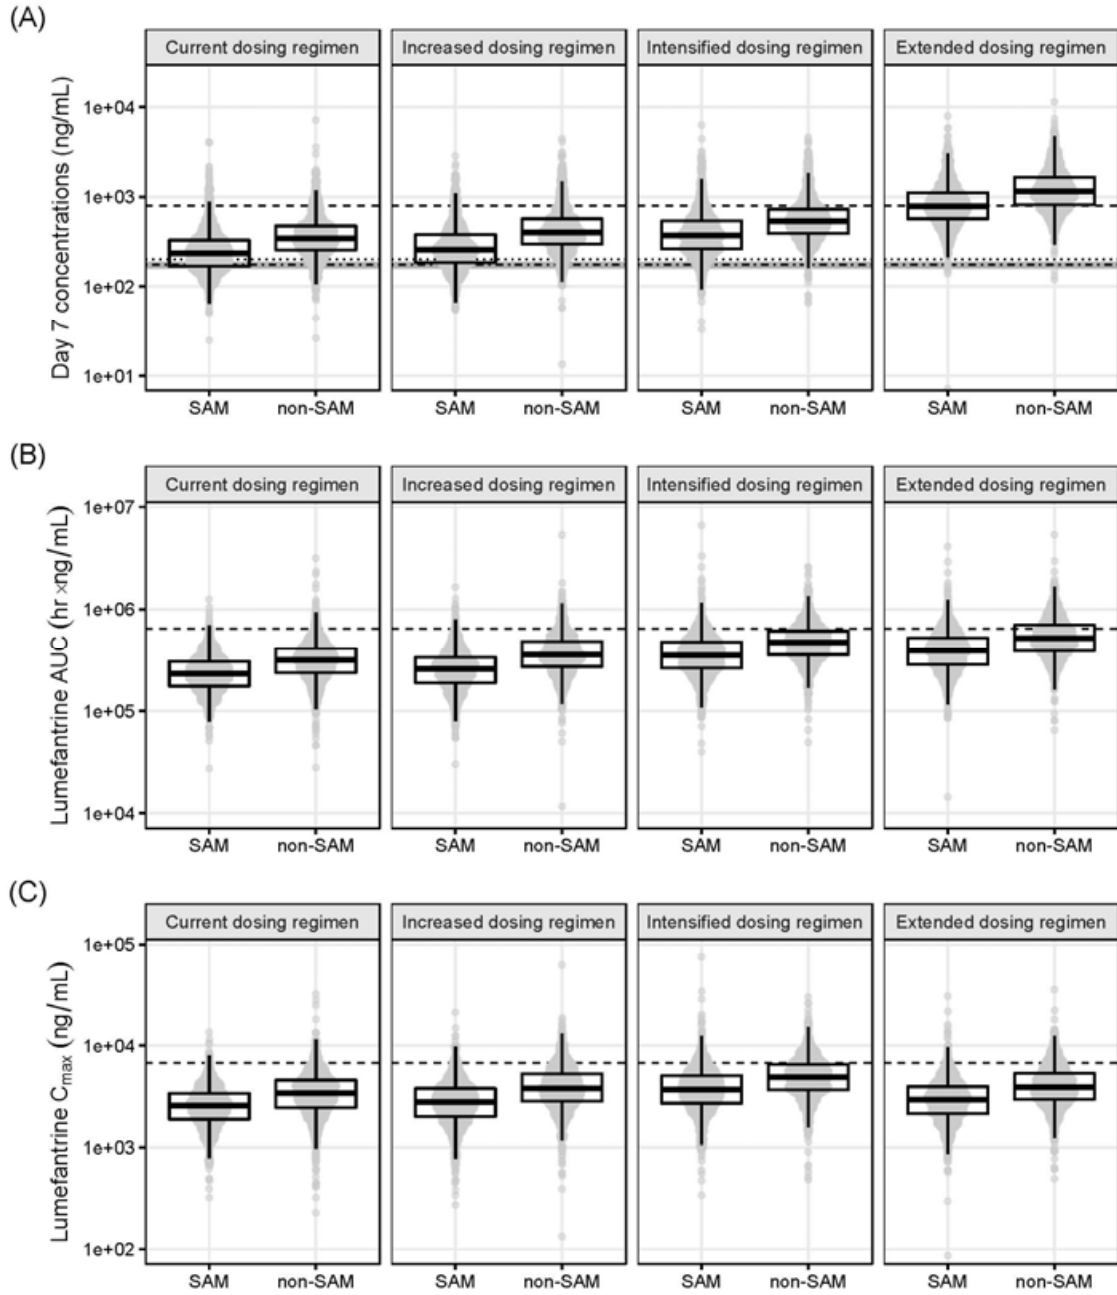 (A)
Current dosing regimen Increased dosing regimen Intensified dosing regimen Extended dosing regimen
Day 7 concentrations (ng/mL)
1e+04
1e+03
1e+02
1e+01
SAM non-SAM SAM non-SAM SAM non-SAM SAM non-SAM
(B)
Current dosing regimen Increased dosing regimen Intensified dosing regimen Extended dosing regimen
Lumefantrine AUC (hr ×ng/mL)
1e+07
1e+06
1e+05
1e+04
SAM non-SAM SAM non-SAM SAM non-SAM SAM non-SAM
(C)
Current dosing regimen Increased dosing regimen Intensified dosing regimen Extended dosing regimen
Lumefantrine Cmax (ng/mL)
1e+05
1e+04
1e+03
1e+02
SAM non-SAM SAM non-SAM SAM non-SAM SAM non-SAM